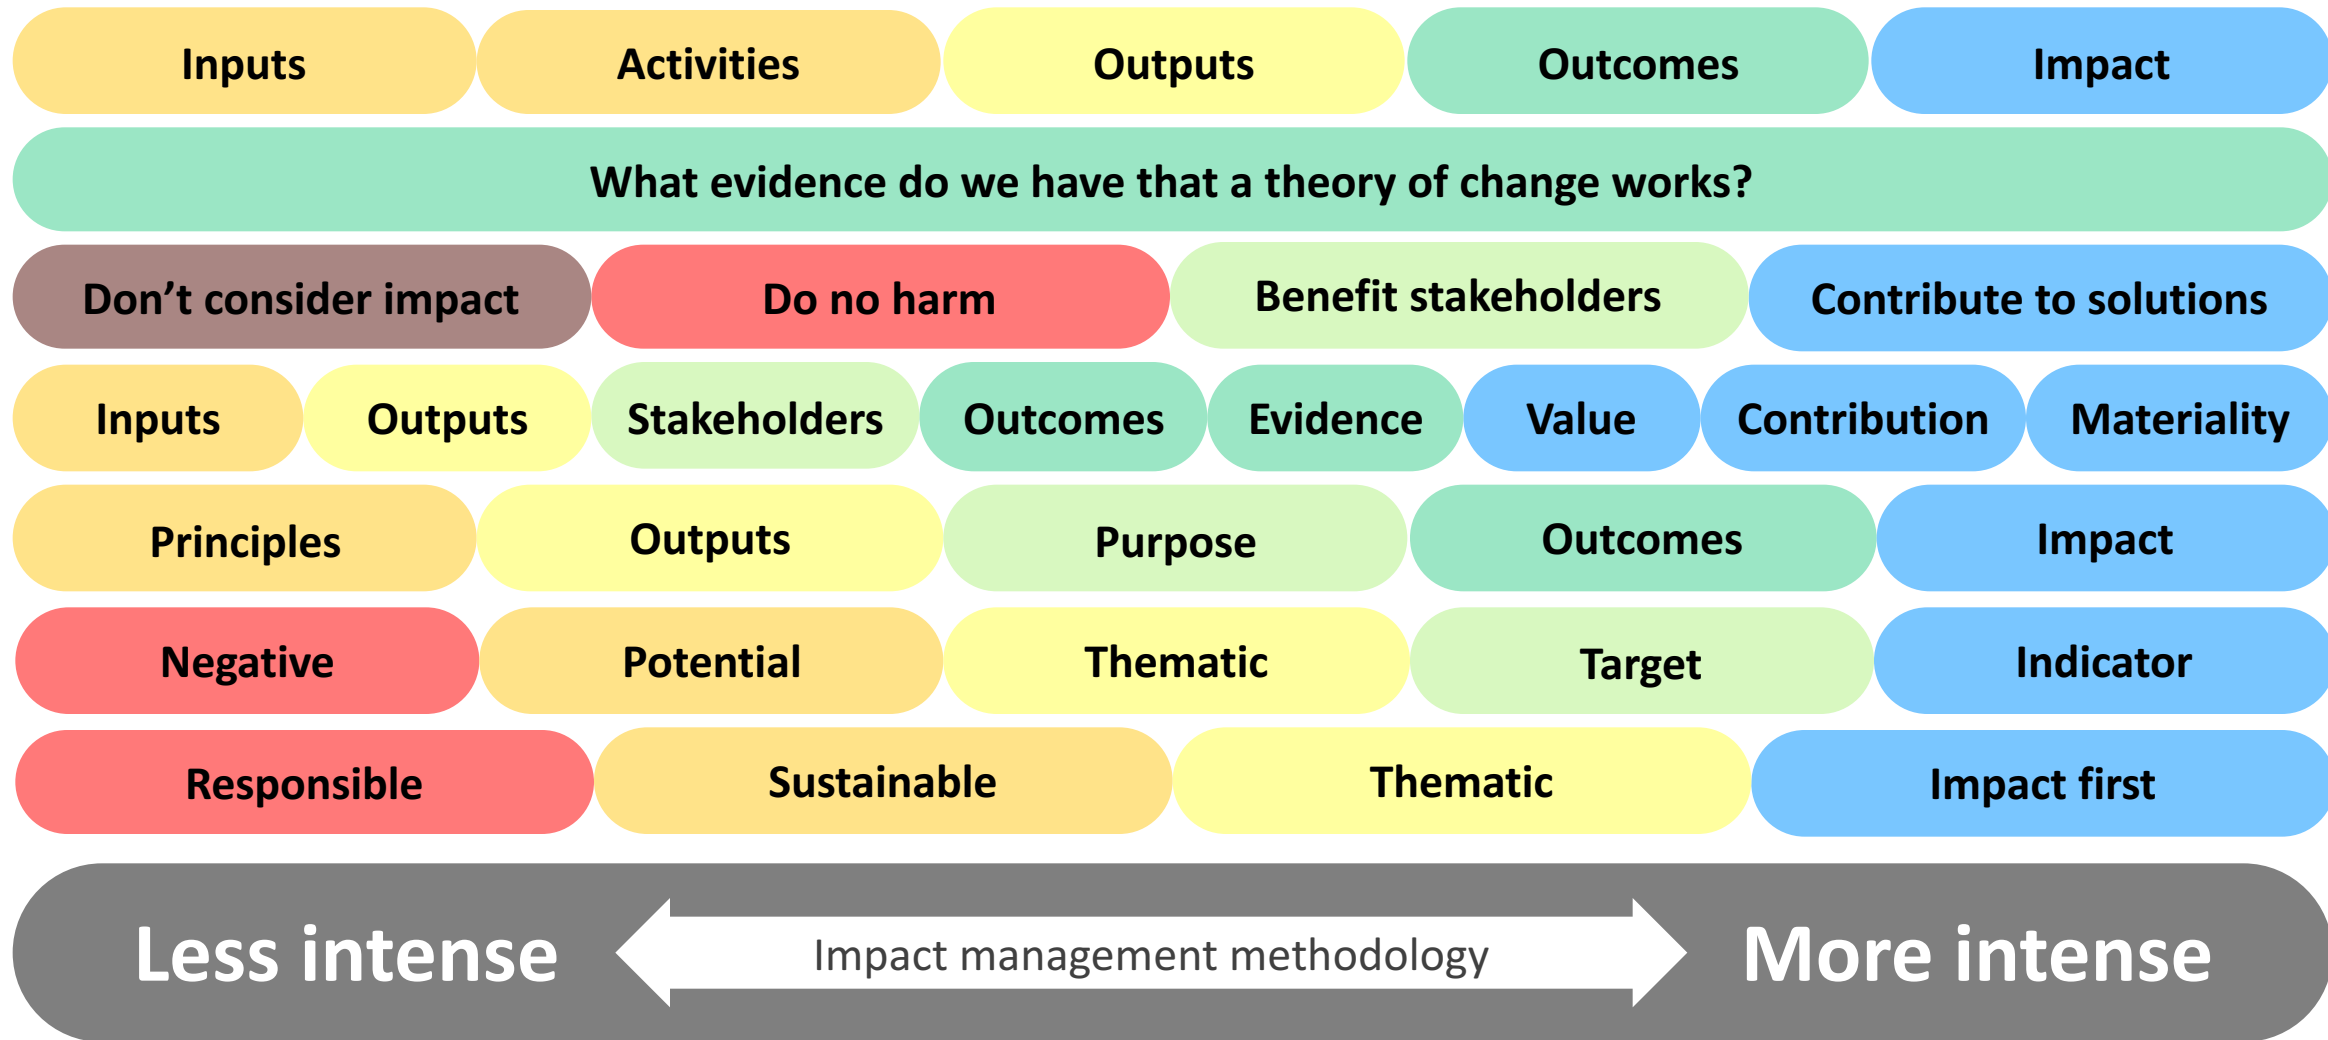 Inputs Activities Outputs Outcomes Impact
What evidence do we have that a theory of change works?
Don’t consider impact Do no harm Benefit stakeholders Contribute to solutions
Inputs Outputs Stakeholders Outcomes Evidence Value Contribution Materiality
Principles Outputs Purpose Outcomes Impact
Negative Potential Thematic Target Indicator
Responsible Sustainable Thematic Impact first
Less intense Impact management methodology More intense